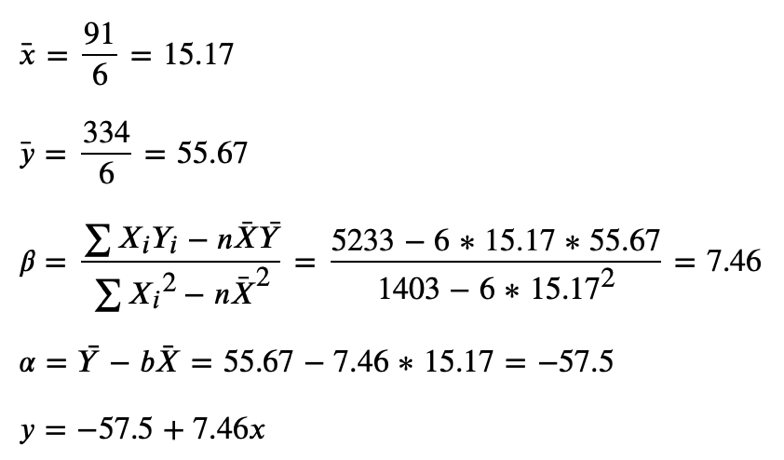 x̄ = 91/6 = 15.17
ȳ = 334/6 = 55.67
β = (∑ XᵢYᵢ − nX̄Ȳ)/(∑ Xᵢ² − nX̄²) = (5233 − 6 * 15.17 * 55.67)/(1403 − 6 * 15.17²) = 7.46
α = Ȳ − bX̄ = 55.67 − 7.46 * 15.17 = −57.5
y = −57.5 + 7.46x